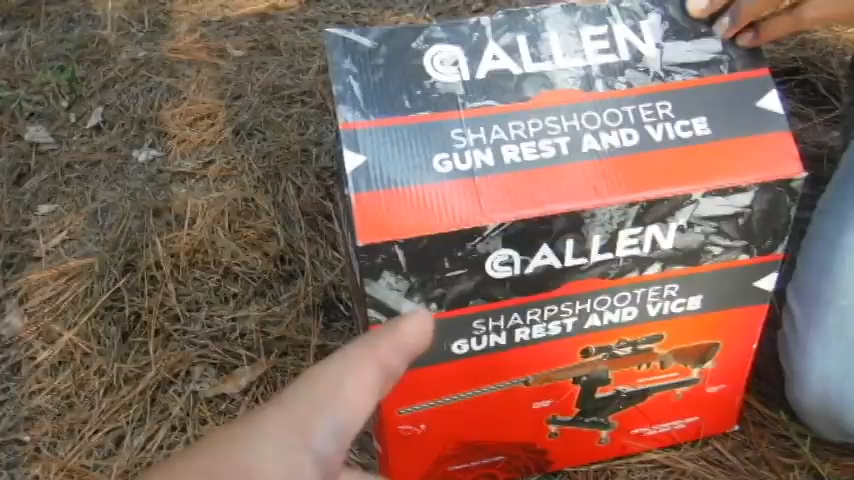 ALLEN
SHARPSHOOTER
GUN REST AND VICE
ALLEN
SHARPSHOOTER
GUN REST AND VICE